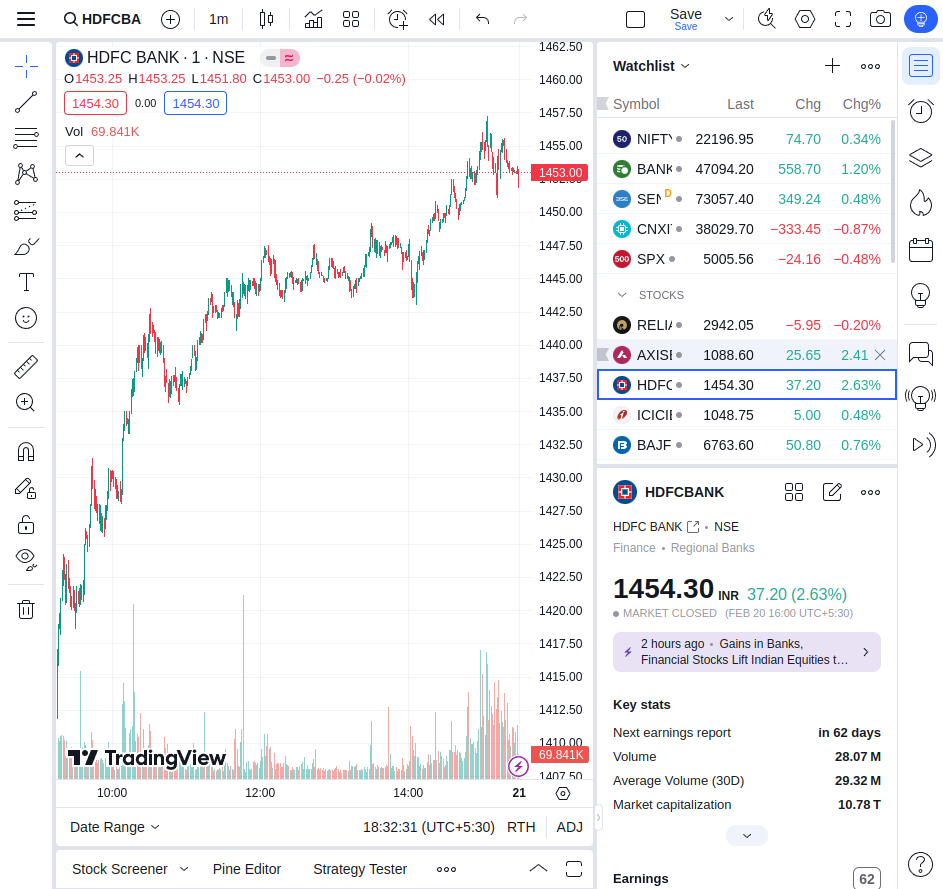 HDFCBA
1m
Save
Save
HDFC BANK · 1 · NSE
O1453.25 H1453.25 L1451.80 C1453.00 −0.25 (−0.02%)
1454.30 0.00 1454.30
Vol 69.841K
1462.50
1460.00
1457.50
1455.00
1453.00
1450.00
1447.50
1445.00
1442.50
1440.00
1437.50
1435.00
1432.50
1430.00
1427.50
1425.00
1422.50
1420.00
1417.50
1415.00
1412.50
1410.00
69.841K
1407.50
TradingView
10:00 12:00 14:00 21
Date Range 18:32:31 (UTC+5:30) RTH ADJ
Stock Screener Pine Editor Strategy Tester
Watchlist
Symbol Last Chg Chg%
50 NIFTY 22196.95 74.70 0.34%
BANK 47094.20 558.70 1.20%
SEN D 73057.40 349.24 0.48%
CNXI 38029.70 −333.45 −0.87%
500 SPX 5005.56 −24.16 −0.48%
STOCKS
RELIA 2942.05 −5.95 −0.20%
AXISE 1088.60 25.65 2.41
HDFC 1454.30 37.20 2.63%
ICICIE 1048.75 5.00 0.48%
BAJF 6763.60 50.80 0.76%
HDFCBANK
HDFC BANK • NSE
Finance • Regional Banks
1454.30 INR 37.20 (2.63%)
MARKET CLOSED (FEB 20 16:00 UTC+5:30)
2 hours ago • Gains in Banks,
Financial Stocks Lift Indian Equities t…
Key stats
Next earnings report in 62 days
Volume 28.07 M
Average Volume (30D) 29.32 M
Market capitalization 10.78 T
Earnings 62